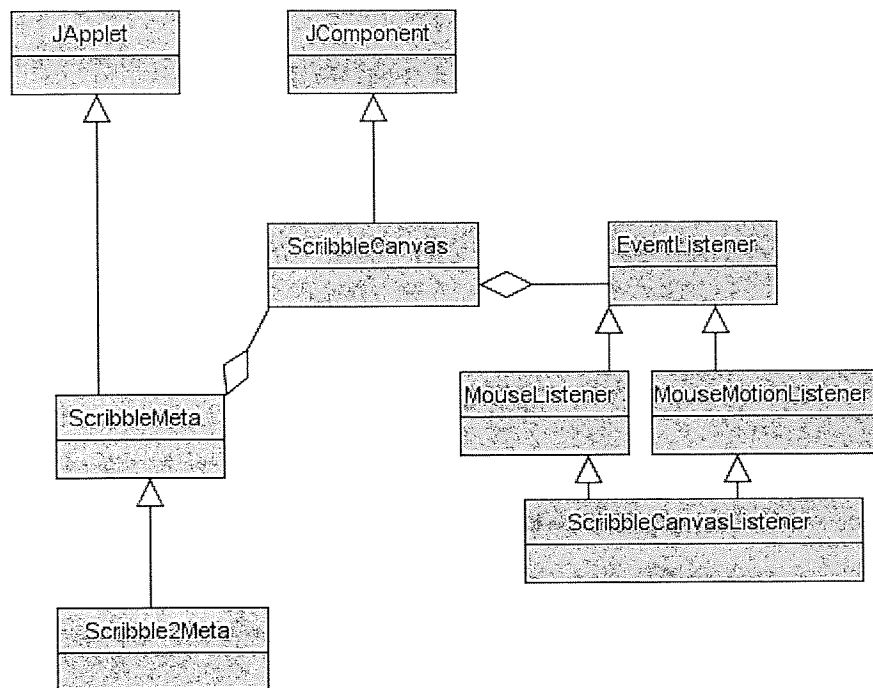 JApplet
JComponent
ScribbleCanvas
EventListener
MouseListener
MouseMotionListener
ScribbleMeta
ScribbleCanvasListener
Scribble2Meta